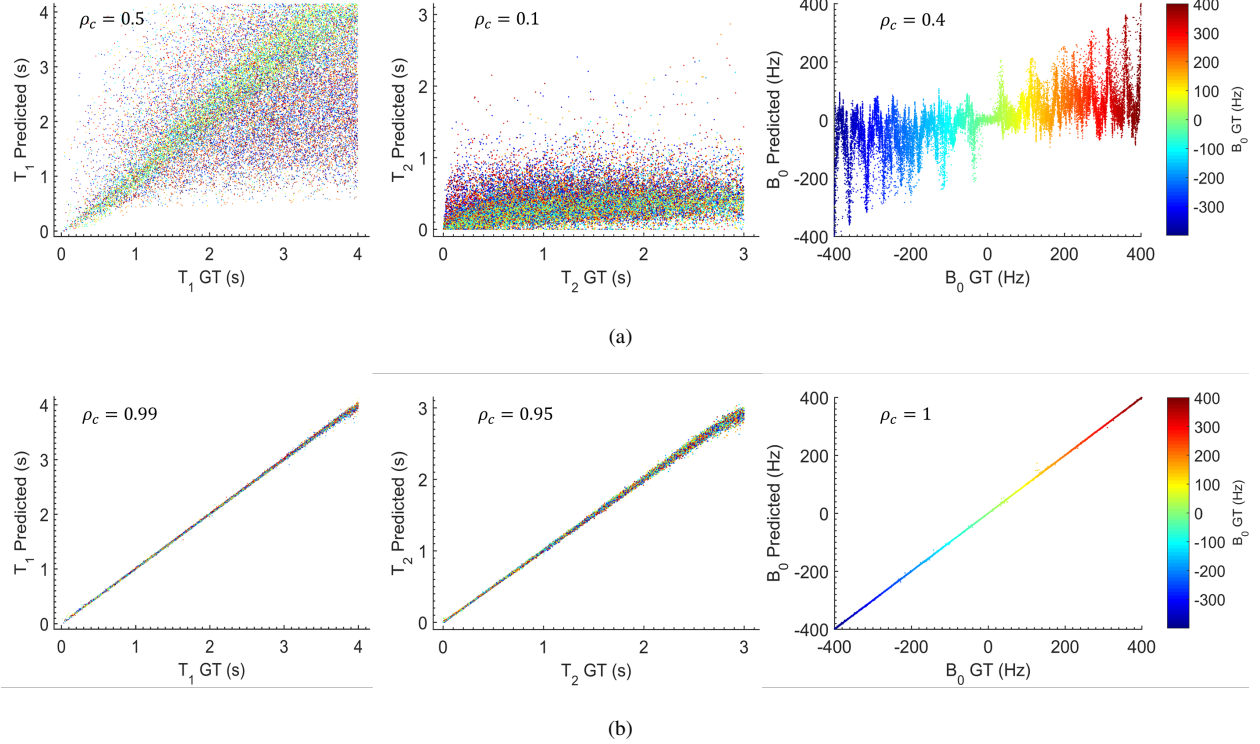 ρc = 0.5
4
3
2
1
0
T1 Predicted (s)
0 1 2 3 4
T1 GT (s)
ρc = 0.1
3
2
1
0
T2 Predicted (s)
0 1 2 3
T2 GT (s)
ρc = 0.4
400
200
0
-200
-400
B0 Predicted (Hz)
-400 -200 0 200 400
B0 GT (Hz)
400
300
200
100
0
-100
-200
-300
B0 GT (Hz)
(a)
ρc = 0.99
4
3
2
1
0
T1 Predicted (s)
0 1 2 3 4
T1 GT (s)
ρc = 0.95
3
2
1
0
T2 Predicted (s)
0 1 2 3
T2 GT (s)
ρc = 1
400
200
0
-200
-400
B0 Predicted (Hz)
-400 -200 0 200 400
B0 GT (Hz)
400
300
200
100
0
-100
-200
-300
B0 GT (Hz)
(b)